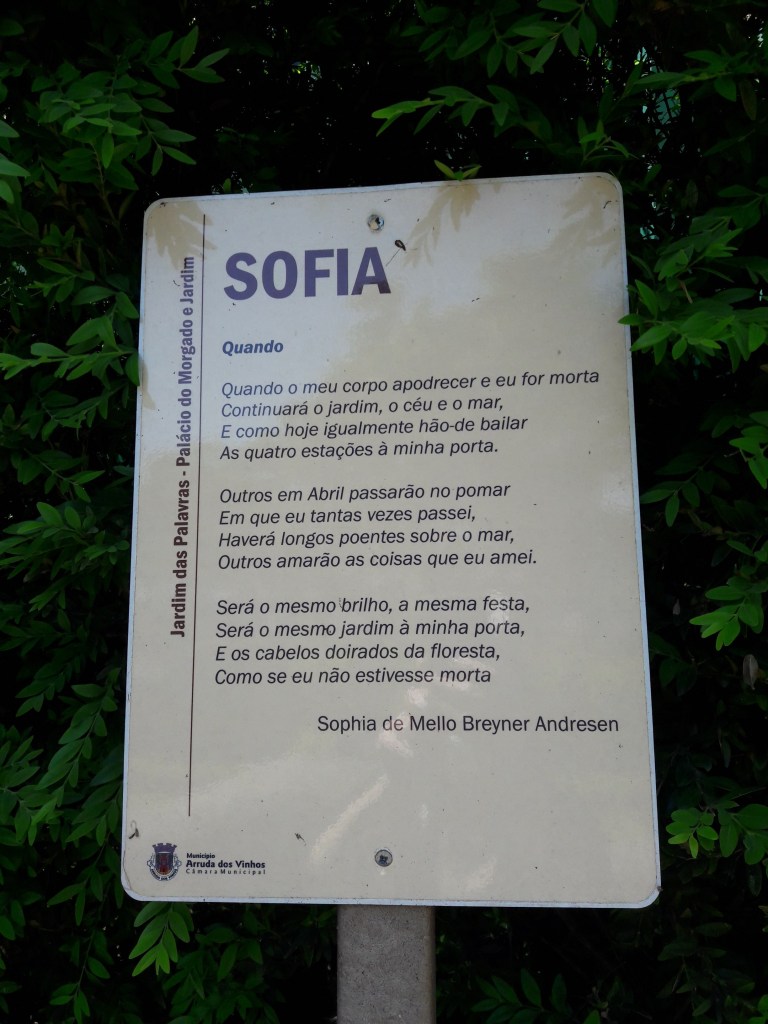 SOFIA
Jardim das Palavras - Palácio do Morgado e Jardim
Quando
Quando o meu corpo apodrecer e eu for morta
Continuará o jardim, o céu e o mar,
E como hoje igualmente hão-de bailar
As quatro estações à minha porta.
Outros em Abril passarão no pomar
Em que eu tantas vezes passei,
Haverá longos poentes sobre o mar,
Outros amarão as coisas que eu amei.
Será o mesmo brilho, a mesma festa,
Será o mesmo jardim à minha porta,
E os cabelos doirados da floresta,
Como se eu não estivesse morta
Sophia de Mello Breyner Andresen
Município
Arruda dos Vinhos
Câmara Municipal